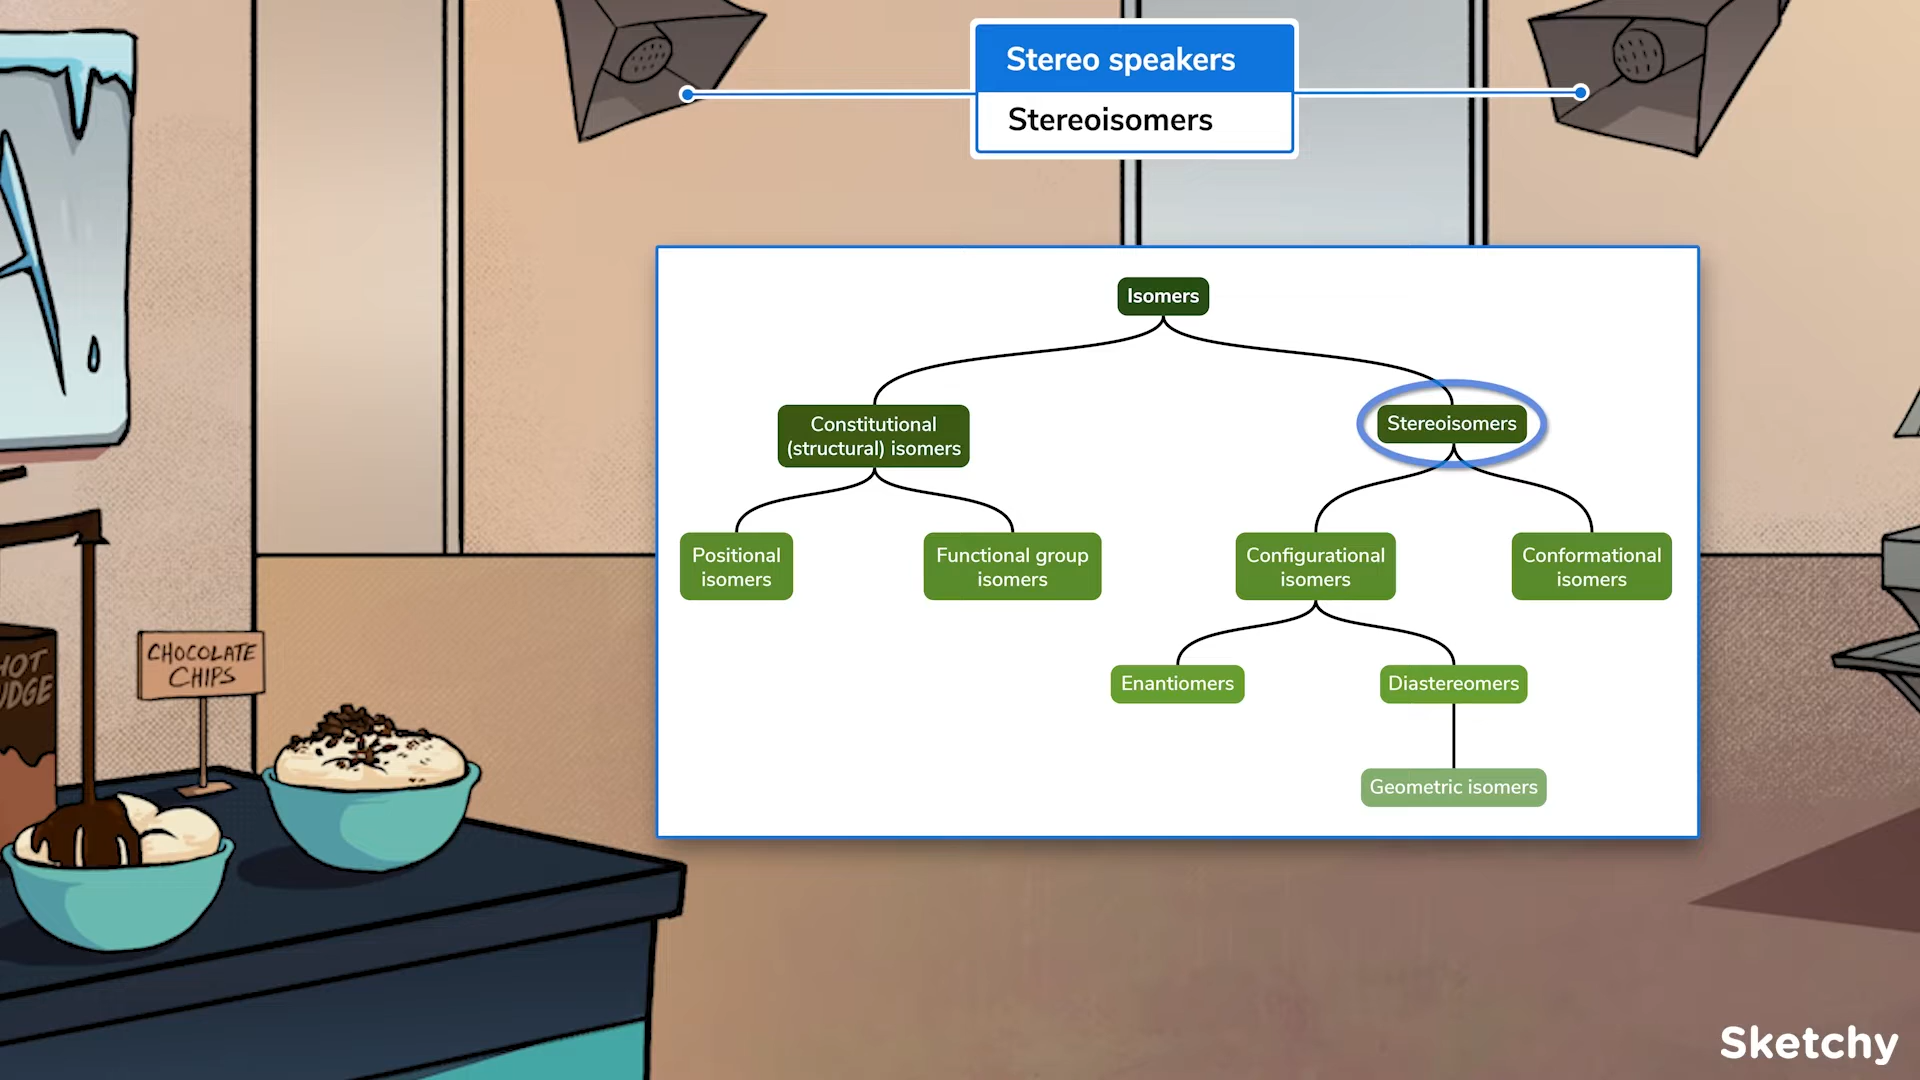 Stereo speakers
Stereoisomers
Isomers
Constitutional
(structural) isomers
Stereoisomers
Positional
isomers
Functional group
isomers
Configurational
isomers
Conformational
isomers
Enantiomers
Diastereomers
Geometric isomers
CHOCOLATE
CHIPS
HOT
Sketchy